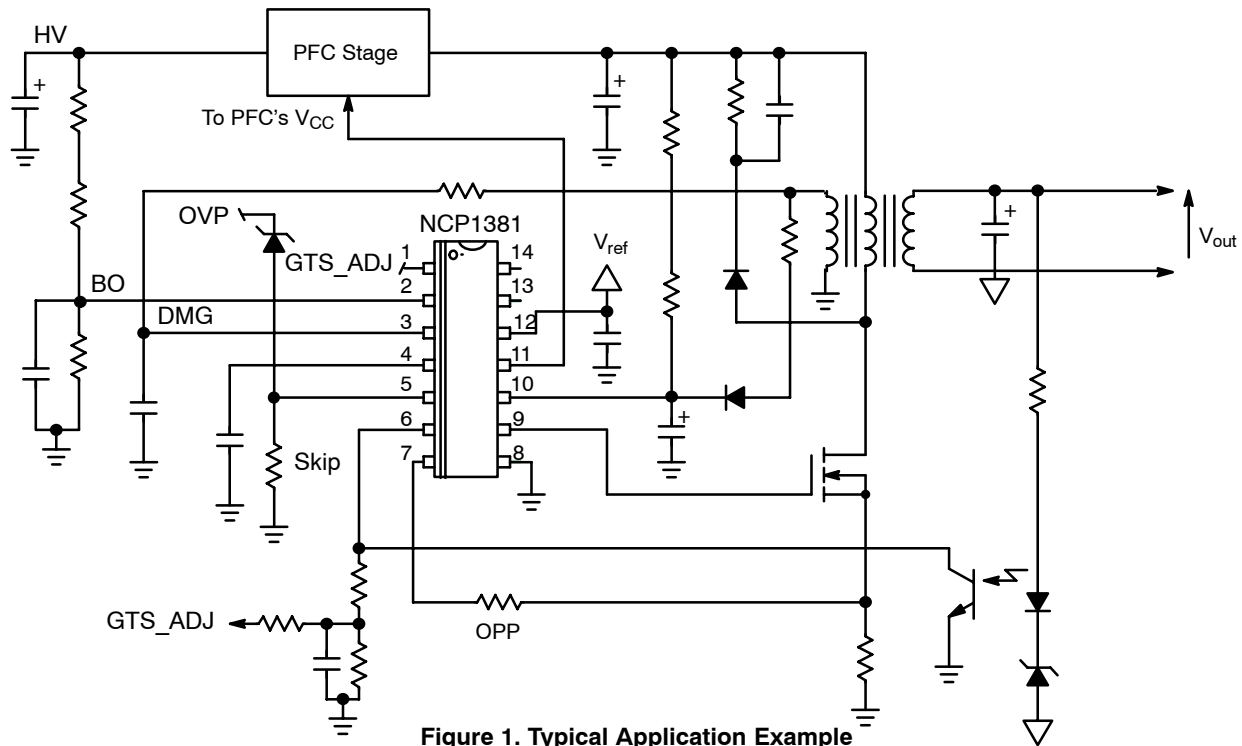 HV
PFC Stage
To PFC's VCC
OVP
NCP1381
GTS_ADJ
Vref
Vout
BO
DMG
1
2
3
4
5
6
7
14
13
12
11
10
9
8
Skip
GTS_ADJ
OPP
+
+
+
+
Figure 1. Typical Application Example